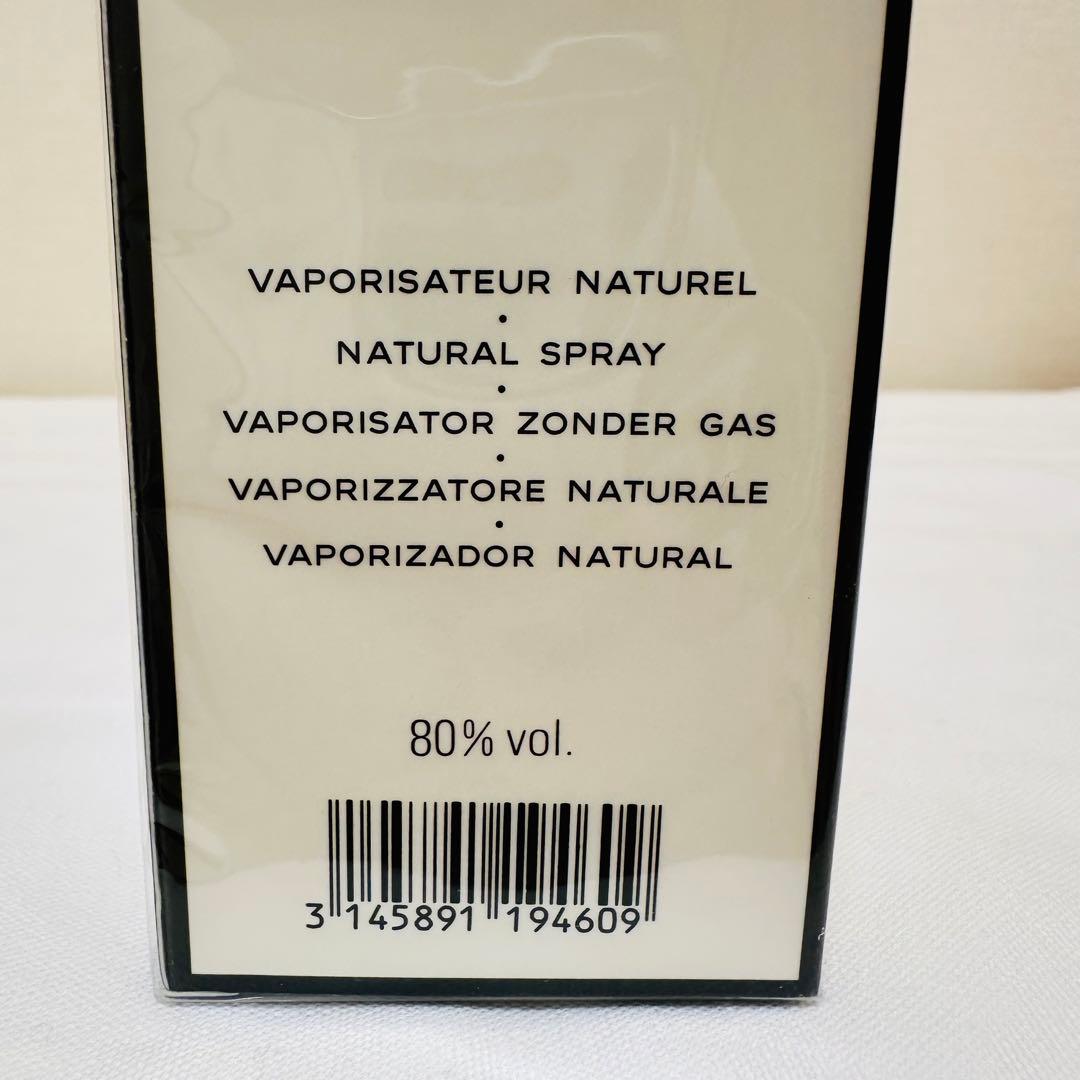 VAPORISATEUR NATUREL
•
NATURAL SPRAY
•
VAPORISATOR ZONDER GAS
•
VAPORIZZATORE NATURALE
•
VAPORIZADOR NATURAL
80% vol.
3 145891 194609